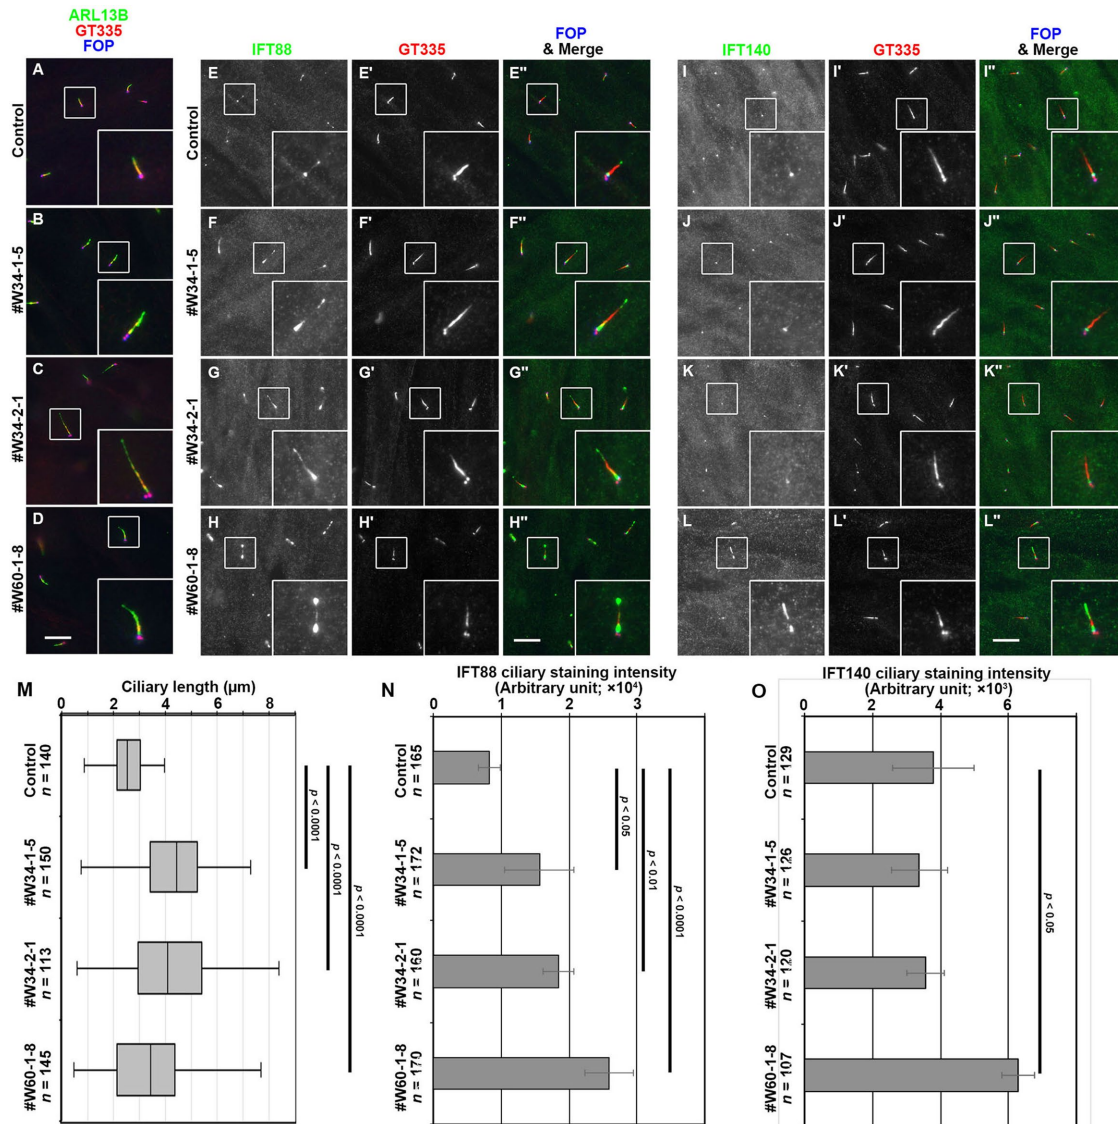 ARL13B
GT335
FOP
IFT88
GT335
FOP
& Merge
IFT140
GT335
FOP
& Merge
Control
A
E
E'
E"
I
I'
I"
#W34-1-5
B
F
F'
F"
J
J'
J"
#W34-2-1
C
G
G'
G"
K
K'
K"
#W60-1-8
D
H
H'
H"
L
L'
L"
M
Ciliary length (µm)
0 2 4 6 8
Control
n = 140
#W34-1-5
n = 150
#W34-2-1
n = 113
#W60-1-8
n = 145
p < 0.0001
p < 0.0001
p < 0.0001
N
IFT88 ciliary staining intensity
(Arbitrary unit; ×10⁴)
0 1 2 3
Control
n = 165
#W34-1-5
n = 172
#W34-2-1
n = 160
#W60-1-8
n = 170
p < 0.05
p < 0.01
p < 0.0001
O
IFT140 ciliary staining intensity
(Arbitrary unit; ×10³)
0 2 4 6
Control
n = 129
#W34-1-5
n = 126
#W34-2-1
n = 120
#W60-1-8
n = 107
p < 0.05